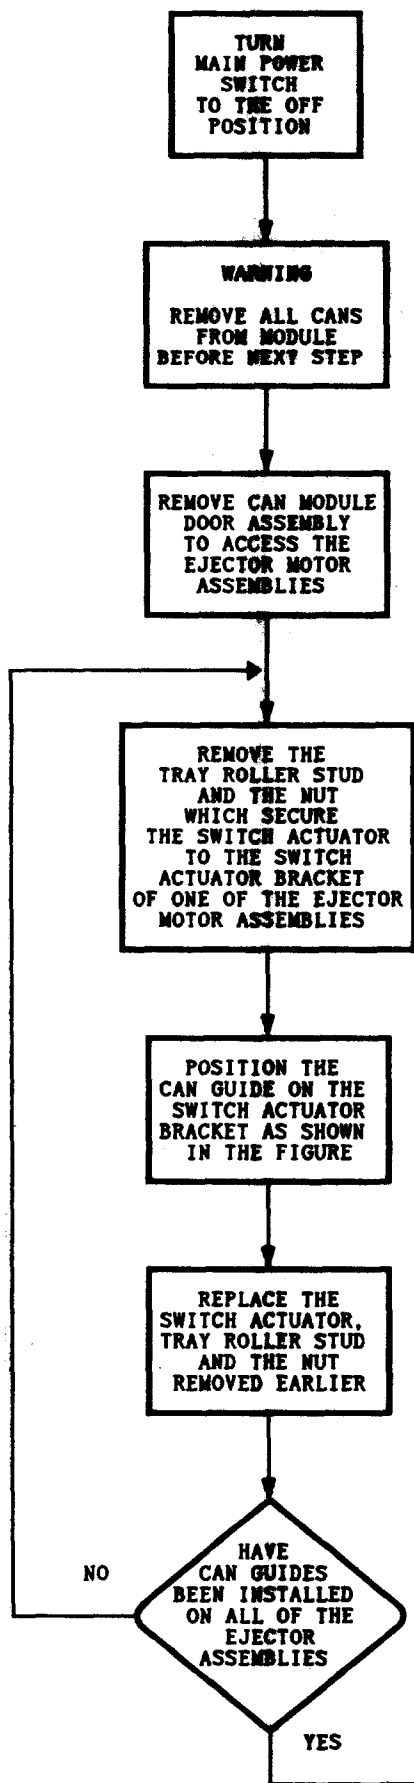 TURN
MAIN POWER
SWITCH
TO THE OFF
POSITION
WARNING
REMOVE ALL CANS
FROM MODULE
BEFORE NEXT STEP
REMOVE CAN MODULE
DOOR ASSEMBLY
TO ACCESS THE
EJECTOR MOTOR
ASSEMBLIES
REMOVE THE
TRAY ROLLER STUD
AND THE NUT
WHICH SECURE
THE SWITCH ACTUATOR
TO THE SWITCH
ACTUATOR BRACKET
OF ONE OF THE EJECTOR
MOTOR ASSEMBLIES
POSITION THE
CAN GUIDE ON THE
SWITCH ACTUATOR
BRACKET AS SHOWN
IN THE FIGURE
REPLACE THE
SWITCH ACTUATOR,
TRAY ROLLER STUD
AND THE NUT
REMOVED EARLIER
HAVE
CAN GUIDES
BEEN INSTALLED
ON ALL OF THE
EJECTOR
ASSEMBLIES
NO
YES